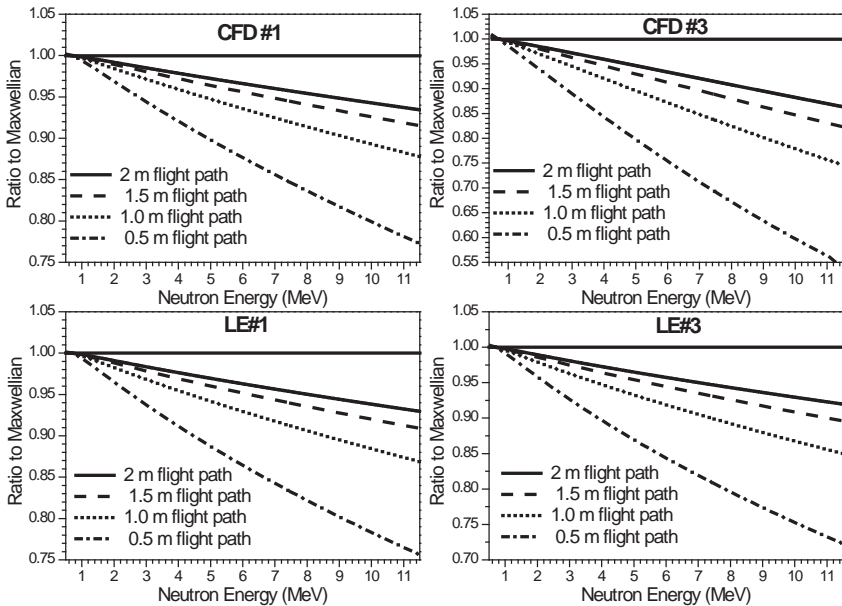 CFD #1
Ratio to Maxwellian
1.05
1.00
0.95
0.90
0.85
0.80
0.75
2 m flight path
1.5 m flight path
1.0 m flight path
0.5 m flight path
1 2 3 4 5 6 7 8 9 10 11
Neutron Energy (MeV)
CFD #3
Ratio to Maxwellian
1.05
1.00
0.95
0.90
0.85
0.80
0.75
0.70
0.65
0.60
0.55
2 m flight path
1.5 m flight path
1.0 m flight path
0.5 m flight path
1 2 3 4 5 6 7 8 9 10 11
Neutron Energy (MeV)
LE#1
Ratio to Maxwellian
1.05
1.00
0.95
0.90
0.85
0.80
0.75
2 m flight path
1.5 m flight path
1.0 m flight path
0.5 m flight path
1 2 3 4 5 6 7 8 9 10 11
Neutron Energy (MeV)
LE#3
Ratio to Maxwellian
1.05
1.00
0.95
0.90
0.85
0.80
0.75
0.70
2 m flight path
1.5 m flight path
1.0 m flight path
0.5 m flight path
1 2 3 4 5 6 7 8 9 10 11
Neutron Energy (MeV)